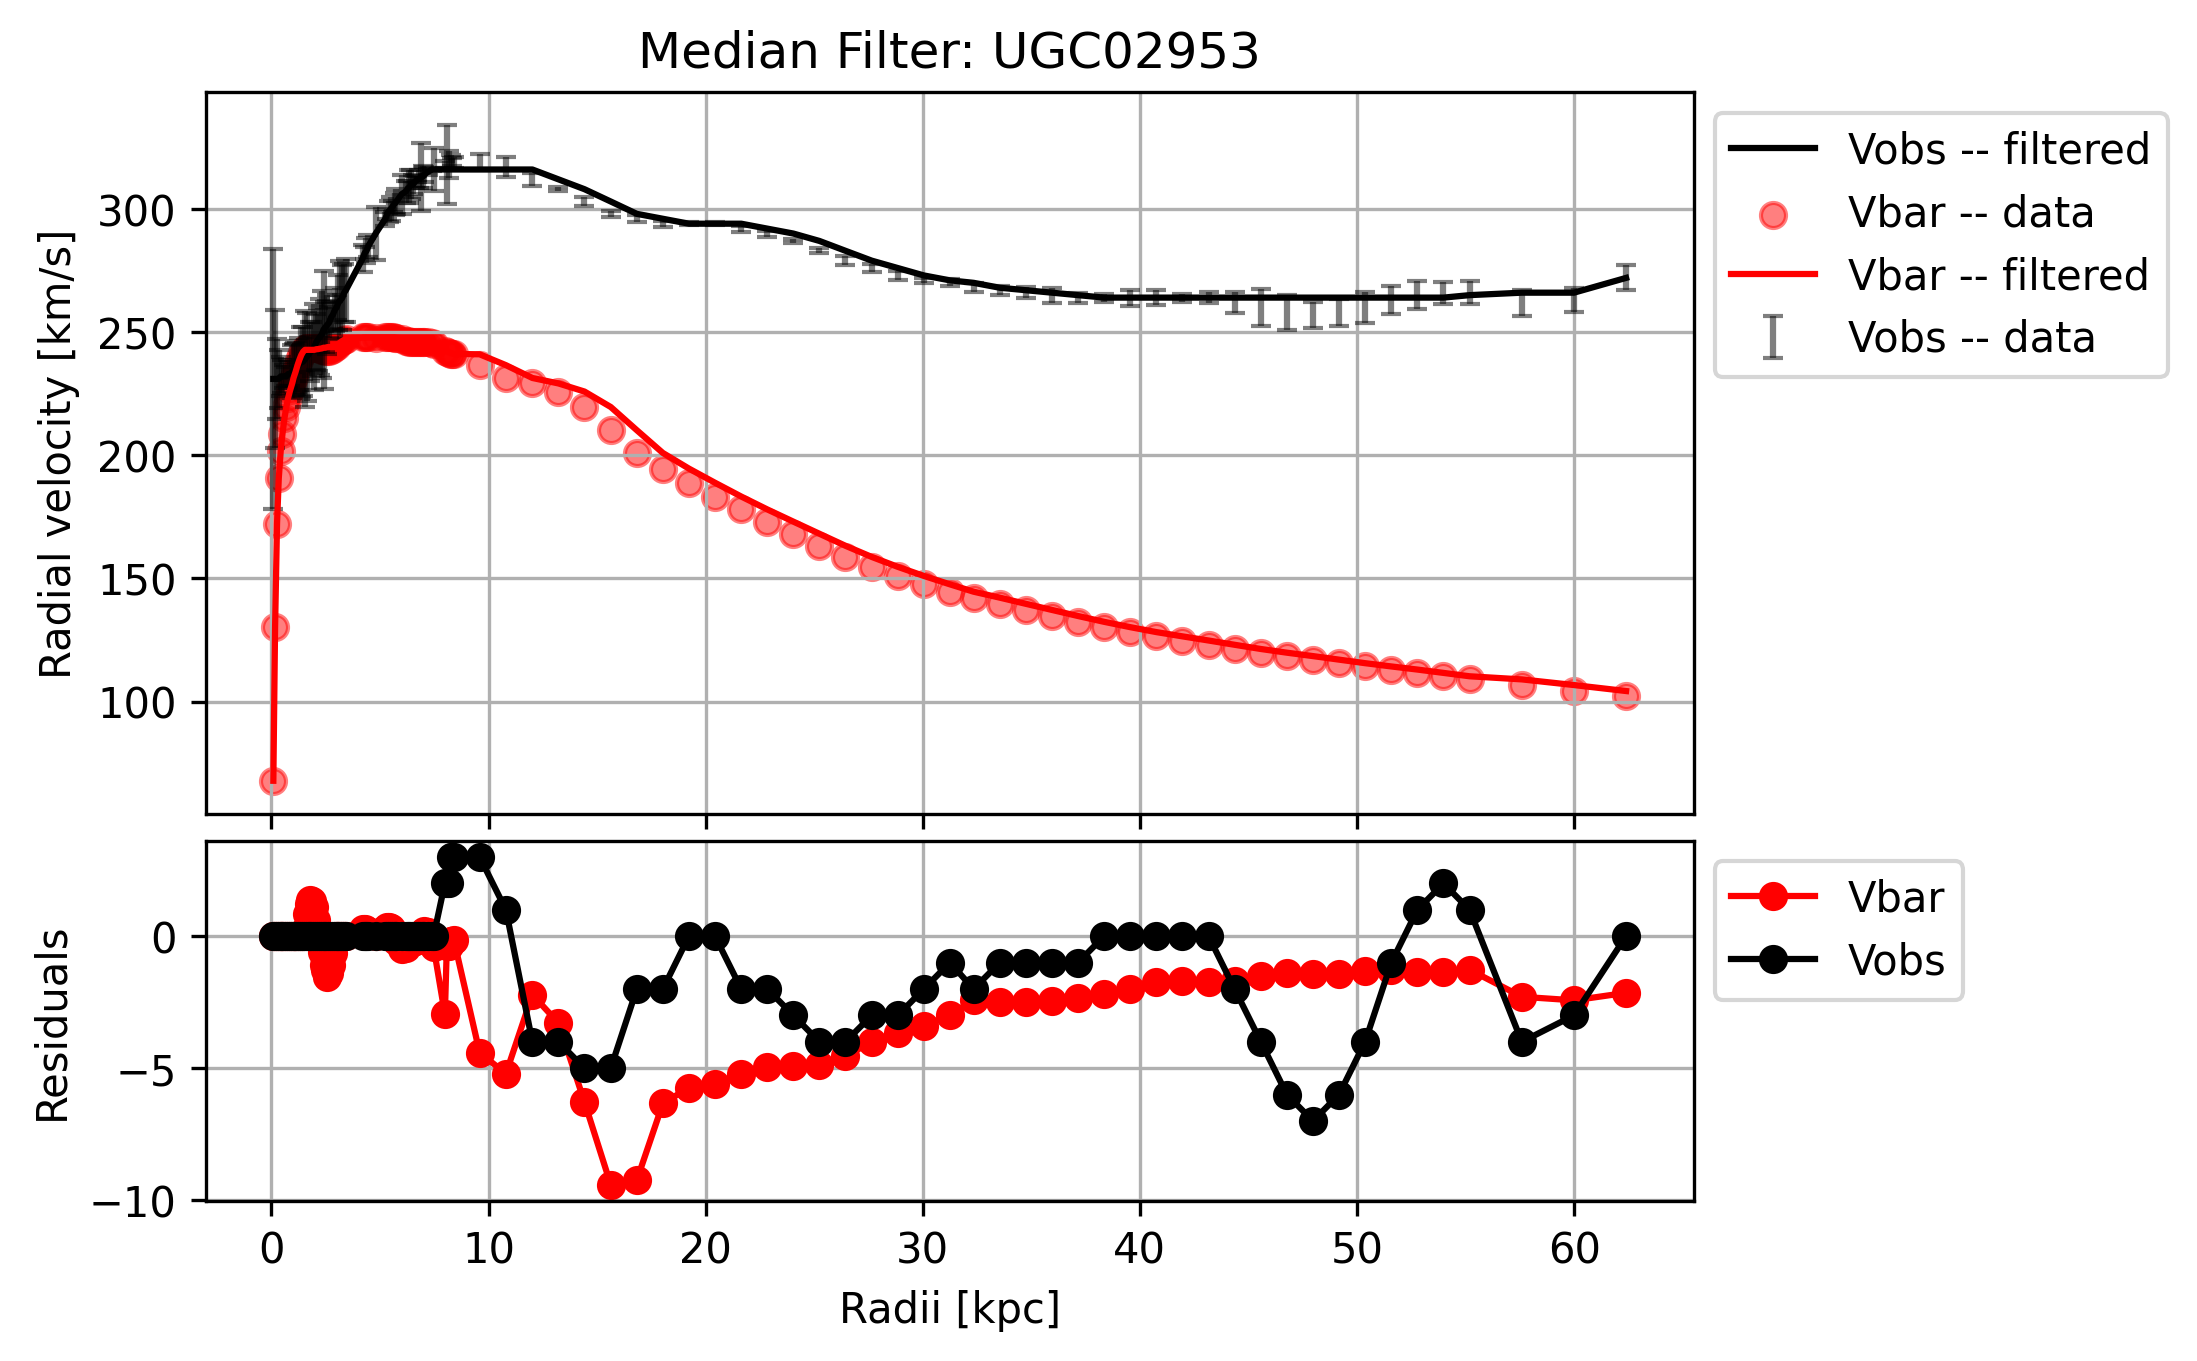 Median Filter: UGC02953
Radial velocity [km/s]
300
250
200
150
100
Vobs -- filtered
Vbar -- data
Vbar -- filtered
Vobs -- data
Residuals
0
−5
−10
Vbar
Vobs
0 10 20 30 40 50 60
Radii [kpc]